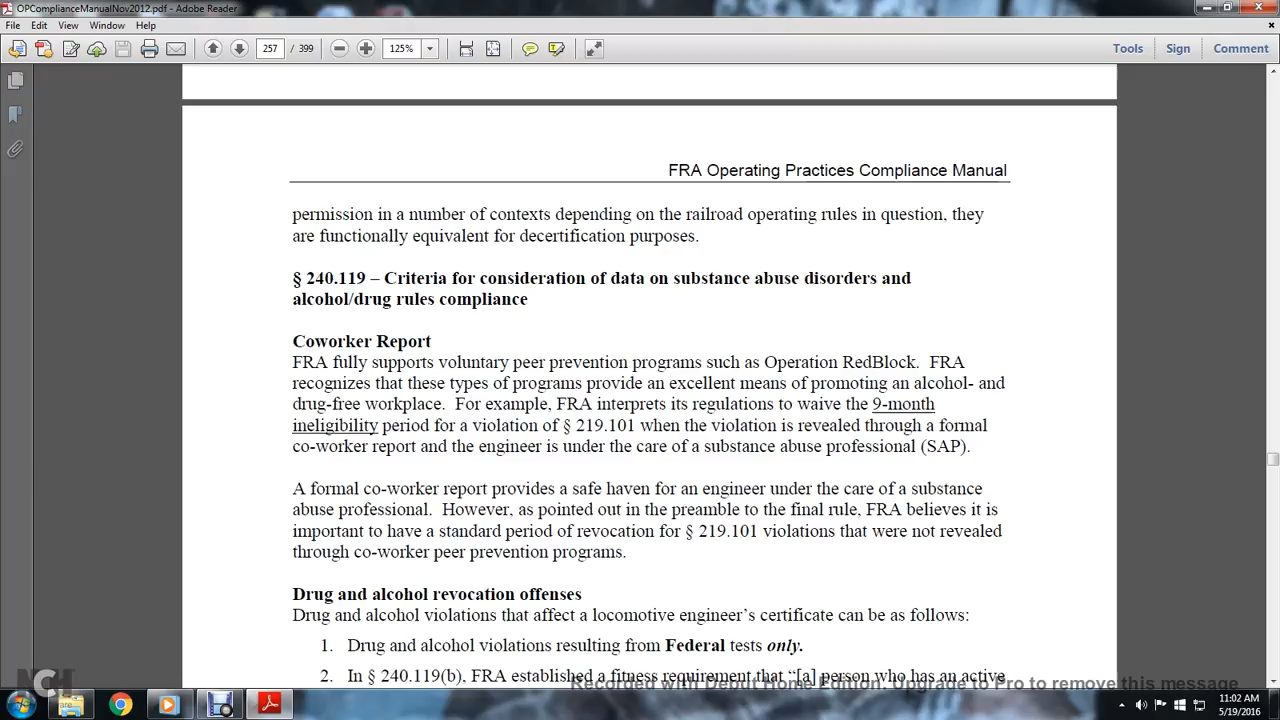 OPComplianceManualNov2012.pdf - Adobe Reader
File Edit View Window Help
257 / 399 125% Tools Sign Comment
FRA Operating Practices Compliance Manual
permission in a number of contexts depending on the railroad operating rules in question, they
are functionally equivalent for decertification purposes.
§ 240.119 – Criteria for consideration of data on substance abuse disorders and
alcohol/drug rules compliance
Coworker Report
FRA fully supports voluntary peer prevention programs such as Operation RedBlock. FRA
recognizes that these types of programs provide an excellent means of promoting an alcohol- and
drug-free workplace. For example, FRA interprets its regulations to waive the 9-month
ineligibility period for a violation of § 219.101 when the violation is revealed through a formal
co-worker report and the engineer is under the care of a substance abuse professional (SAP).
A formal co-worker report provides a safe haven for an engineer under the care of a substance
abuse professional. However, as pointed out in the preamble to the final rule, FRA believes it is
important to have a standard period of revocation for § 219.101 violations that were not revealed
through co-worker peer prevention programs.
Drug and alcohol revocation offenses
Drug and alcohol violations that affect a locomotive engineer's certificate can be as follows:
1. Drug and alcohol violations resulting from Federal tests only.
2. In § 240.119(b), FRA established a fitness requirement that “[a] person who has an active
Recorded with Debut Home Edition. Upgrade to Pro to remove this message
NCH
11:02 AM
5/19/2016